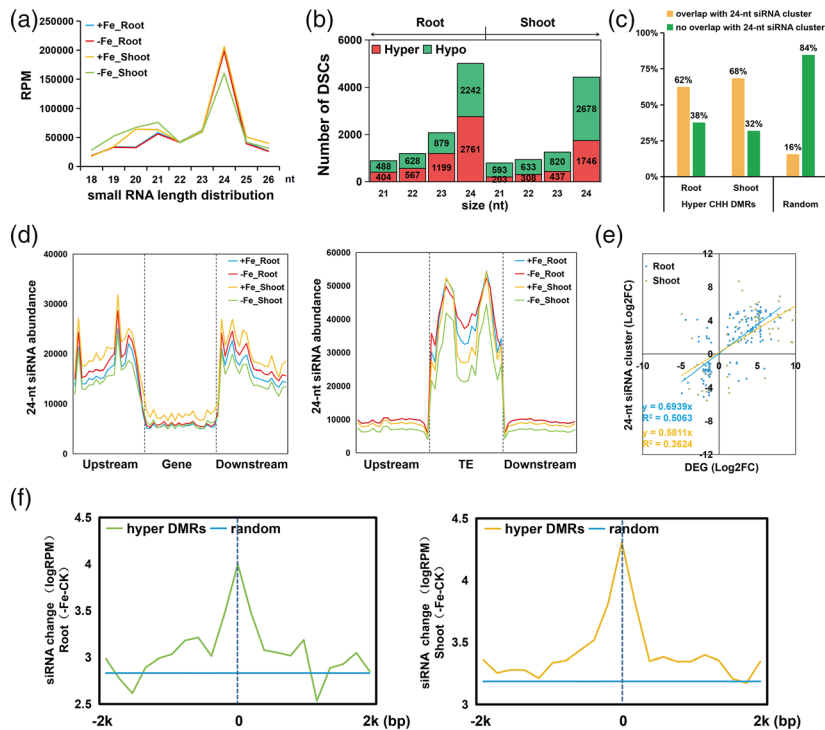 (a)
+Fe_Root
-Fe_Root
+Fe_Shoot
-Fe_Shoot
RPM
250000
200000
150000
100000
50000
0
18 19 20 21 22 23 24 25 26 nt
small RNA length distribution
(b)
Root Shoot
Hyper Hypo
Number of DSCs
6000
4000
2000
0
488 628 879 2242 593 633 820 2678
404 567 1199 2761 203 308 437 1746
21 22 23 24 21 22 23 24
size (nt)
(c)
overlap with 24-nt siRNA cluster
no overlap with 24-nt siRNA cluster
100%
75%
50%
25%
0%
62% 38% 68% 32% 16% 84%
Root Shoot
Hyper CHH DMRs Random
(d)
24-nt siRNA abundance
40000
30000
20000
10000
0
+Fe_Root
-Fe_Root
+Fe_Shoot
-Fe_Shoot
Upstream Gene Downstream
24-nt siRNA abundance
60000
50000
40000
30000
20000
10000
0
+Fe_Root
-Fe_Root
+Fe_Shoot
-Fe_Shoot
Upstream TE Downstream
(e)
Root
Shoot
24-nt siRNA cluster (Log2FC)
12
8
4
0
-4
-8
-12
-10 -5 0 5 10
y = 0.6939x
R² = 0.5063
y = 0.5811x
R² = 0.3624
DEG (Log2FC)
(f)
siRNA change (logRPM)
Root (-Fe-CK)
4.5
4
3.5
3
2.5
hyper DMRs random
-2k 0 2k (bp)
siRNA change (logRPM)
Shoot (-Fe-CK)
4.5
4
3.5
3
hyper DMRs random
-2k 0 2k (bp)